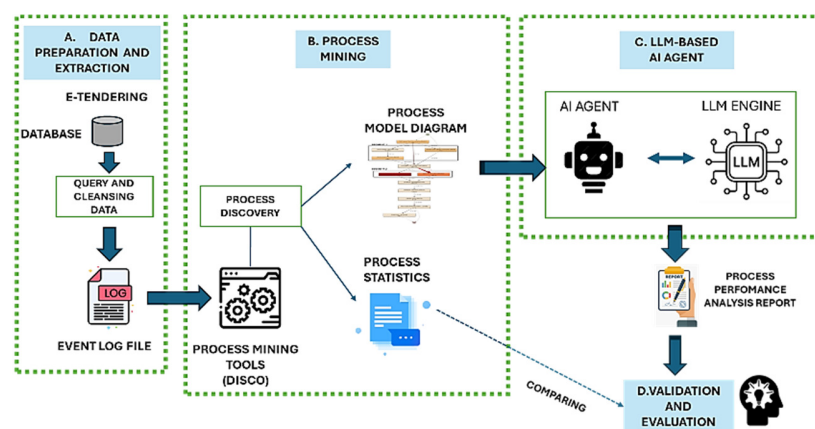 A. DATA
PREPARATION AND
EXTRACTION
E-TENDERING
DATABASE
QUERY AND
CLEANSING
DATA
LOG
EVENT LOG FILE
B. PROCESS
MINING
PROCESS
DISCOVERY
PROCESS MINING
TOOLS
(DISCO)
PROCESS
MODEL DIAGRAM
PROCESS
STATISTICS
C. LLM-BASED
AI AGENT
AI AGENT
LLM ENGINE
LLM
REPORT
PROCESS
PERFOMANCE
ANALYSIS REPORT
COMPARING
D.VALIDATION
AND
EVALUATION